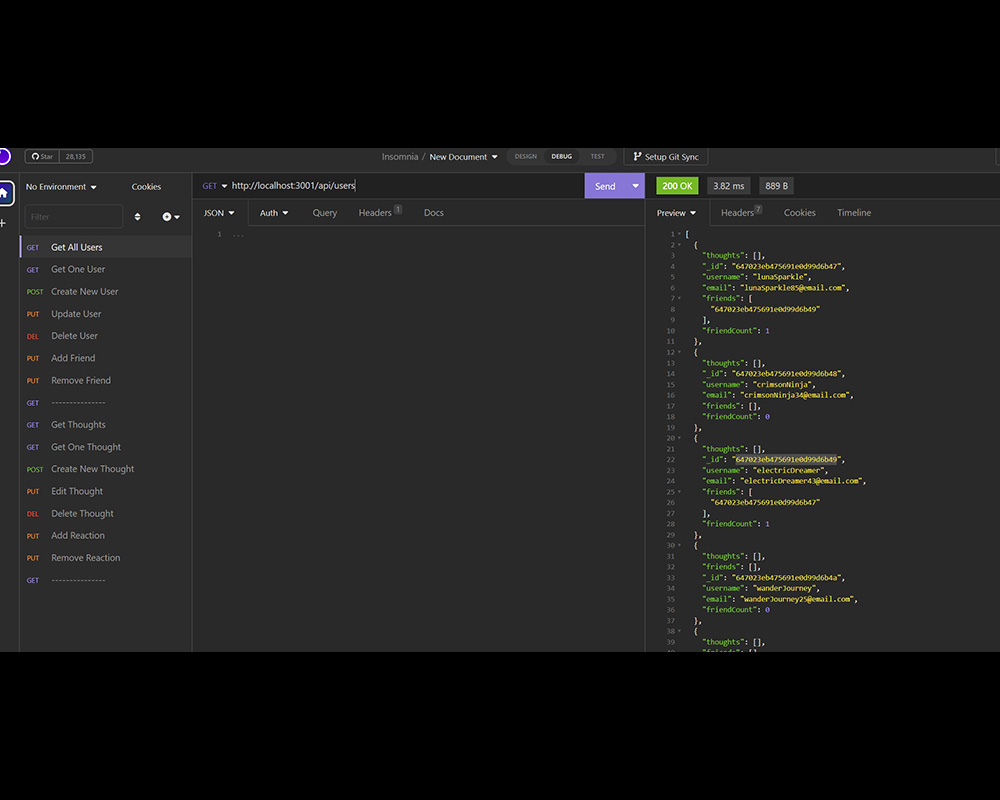 Star 28,135
Insomnia / New Document
DESIGN DEBUG TEST
Setup Git Sync
No Environment Cookies
Filter
GET Get All Users
GET Get One User
POST Create New User
PUT Update User
DEL Delete User
PUT Add Friend
PUT Remove Friend
GET ---------------
GET Get Thoughts
GET Get One Thought
POST Create New Thought
PUT Edit Thought
DEL Delete Thought
PUT Add Reaction
PUT Remove Reaction
GET ---------------
GET http://localhost:3001/api/users
Send
JSON Auth Query Headers 1 Docs
1 ...
200 OK 3.82 ms 889 B
Preview Headers 7 Cookies Timeline
1 [
2 {
3 "thoughts": [],
4 "_id": "647023eb475691e0d99d6b47",
5 "username": "lunaSparkle",
6 "email": "lunaSparkle85@email.com",
7 "friends": [
8 "647023eb475691e0d99d6b49"
9 ],
10 "friendCount": 1
11 },
12 {
13 "thoughts": [],
14 "_id": "647023eb475691e0d99d6b48",
15 "username": "crimsonNinja",
16 "email": "crimsonNinja34@email.com",
17 "friends": [],
18 "friendCount": 0
19 },
20 {
21 "thoughts": [],
22 "_id": "647023eb475691e0d99d6b49",
23 "username": "electricDreamer",
24 "email": "electricDreamer43@email.com",
25 "friends": [
26 "647023eb475691e0d99d6b47"
27 ],
28 "friendCount": 1
29 },
30 {
31 "thoughts": [],
32 "friends": [],
33 "_id": "647023eb475691e0d99d6b4a",
34 "username": "wanderJourney",
35 "email": "wanderJourney25@email.com",
36 "friendCount": 0
37 },
38 {
39 "thoughts": [],